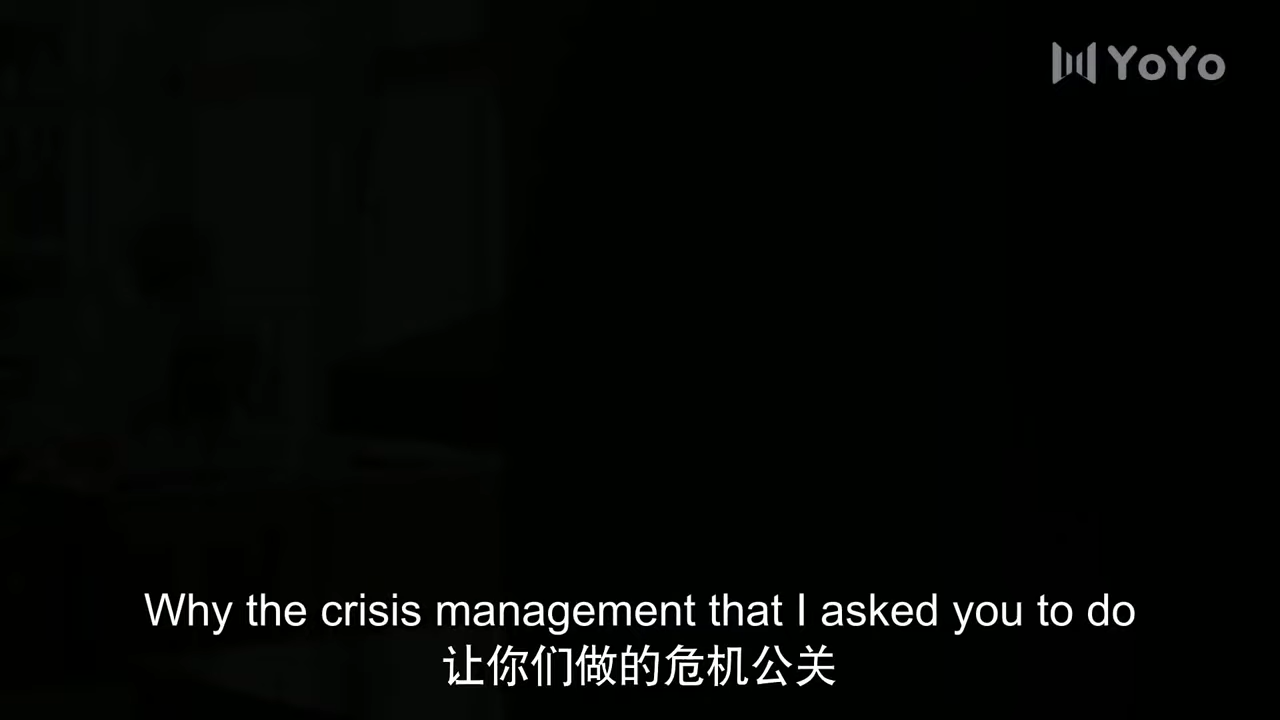 YoYo
Why the crisis management that I asked you to do
让你们做的危机公关